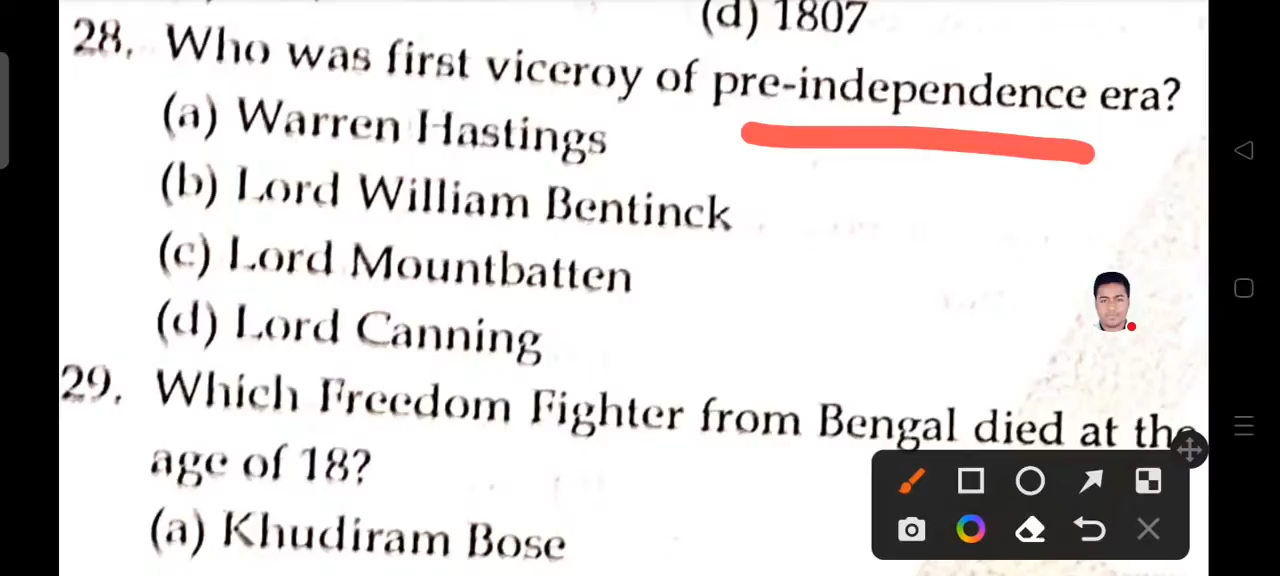 (d) 1807
28. Who was first viceroy of pre-independence era?
(a) Warren Hastings
(b) Lord William Bentinck
(c) Lord Mountbatten
(d) Lord Canning
29. Which Freedom Fighter from Bengal died at the
age of 18?
(a) Khudiram Bose